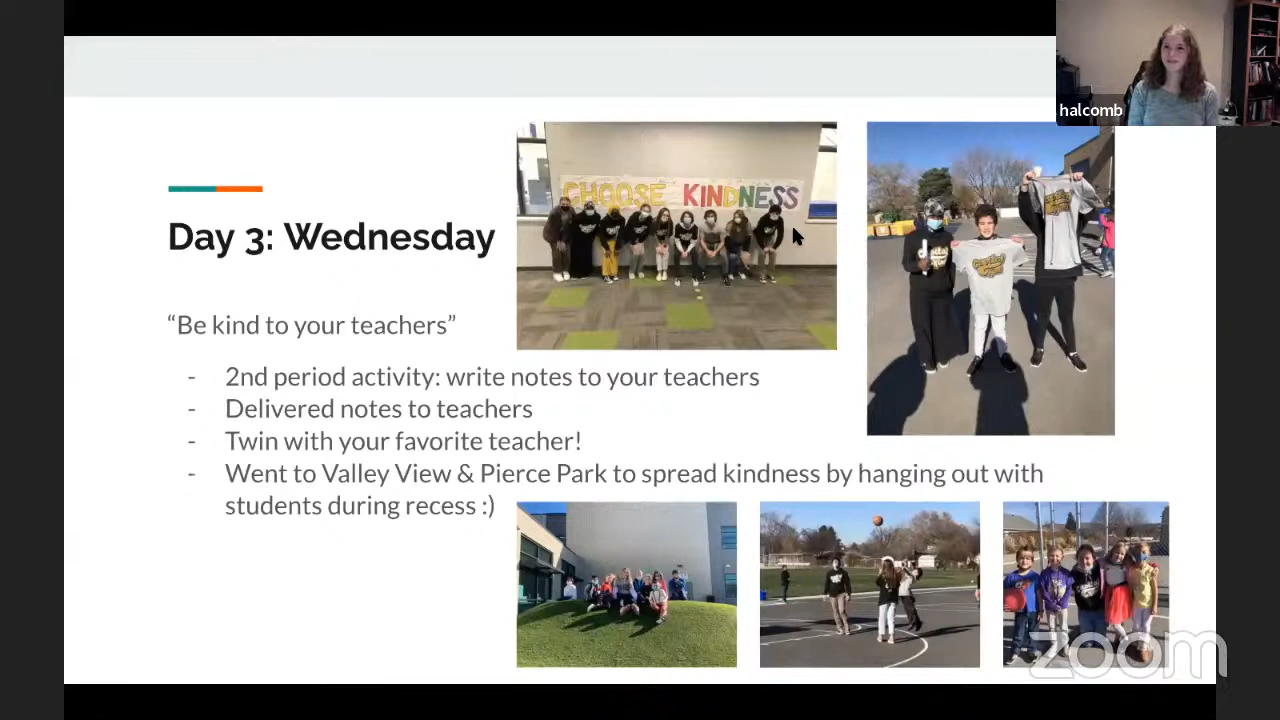 halcomb
CHOOSE KINDNESS
Day 3: Wednesday
“Be kind to your teachers”
- 2nd period activity: write notes to your teachers
- Delivered notes to teachers
- Twin with your favorite teacher!
- Went to Valley View & Pierce Park to spread kindness by hanging out with
students during recess :)
zoom